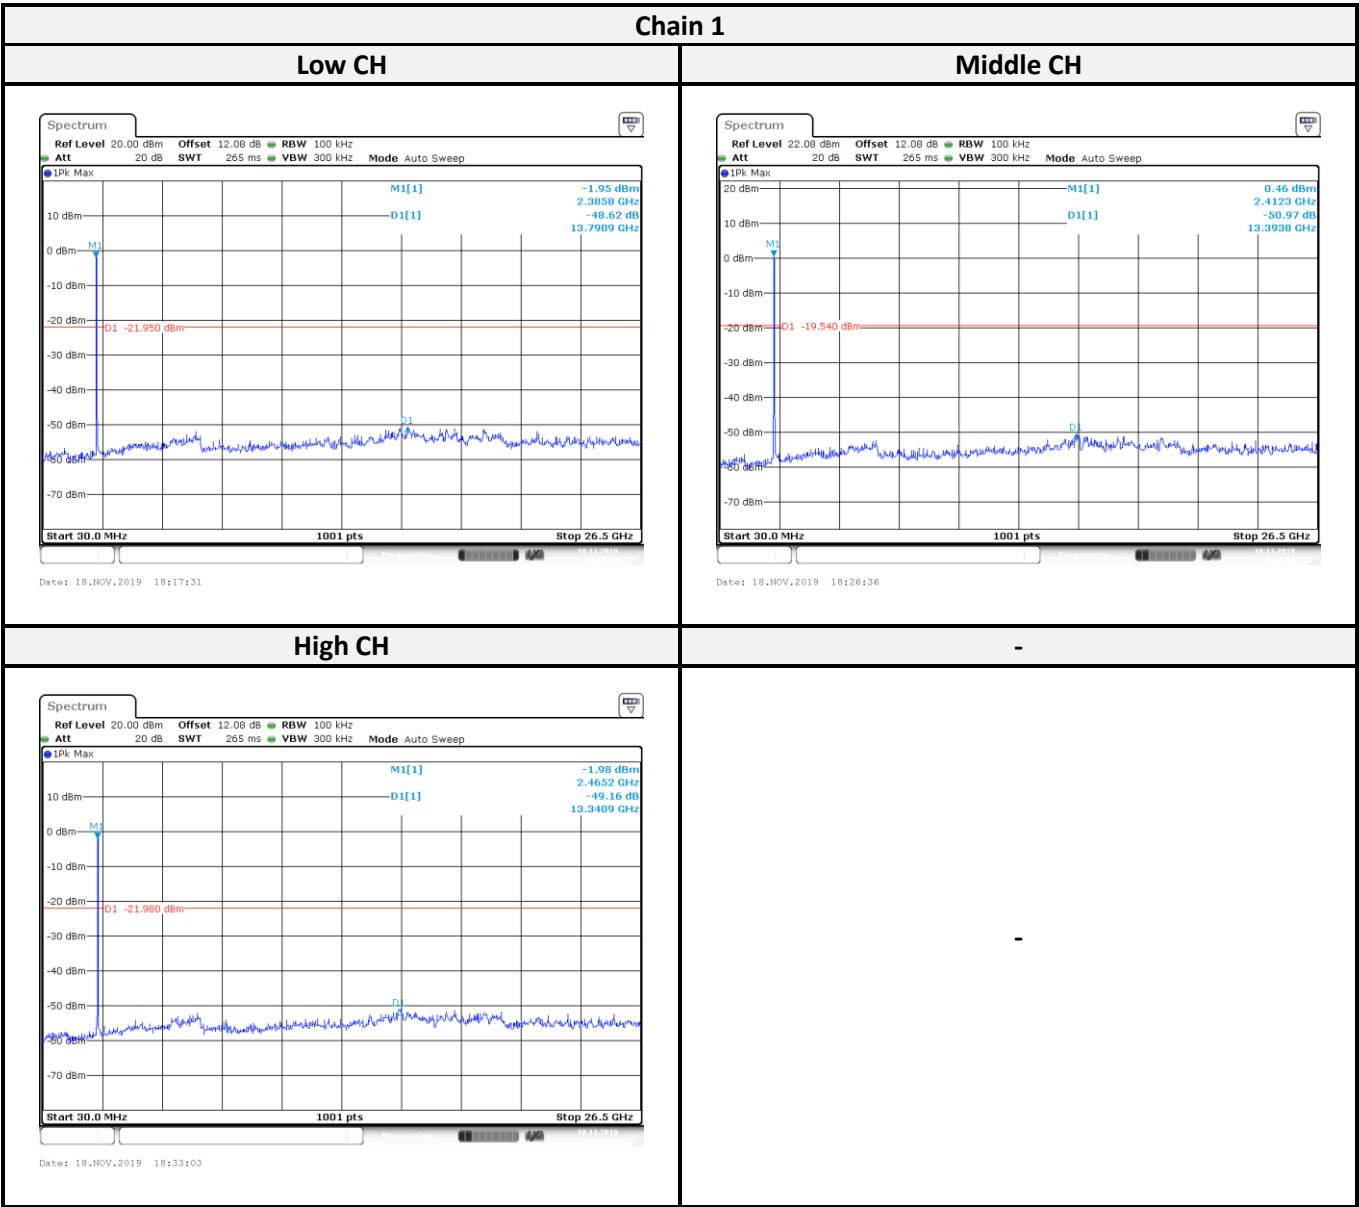 Chain 1
Low CH
Middle CH
Spectrum
Ref Level 20.00 dBm Offset 12.08 dB RBW 100 kHz
Att 20 dB SWT 265 ms VBW 300 kHz Mode Auto Sweep
1Pk Max
M1[1] -1.95 dBm
2.3858 GHz
10 dBm D1[1] -48.62 dB
13.7909 GHz
M1
0 dBm
-10 dBm
-20 dBm
D1 -21.950 dBm
-30 dBm
-40 dBm
D1
-50 dBm
-60 dBm
-70 dBm
Start 30.0 MHz 1001 pts Stop 26.5 GHz
Date: 18.NOV.2019 18:17:31
Spectrum
Ref Level 22.08 dBm Offset 12.08 dB RBW 100 kHz
Att 20 dB SWT 265 ms VBW 300 kHz Mode Auto Sweep
1Pk Max
20 dBm M1[1] 0.46 dBm
2.4123 GHz
D1[1] -50.97 dB
10 dBm 13.3938 GHz
M1
0 dBm
-10 dBm
-20 dBm D1 -19.540 dBm
-30 dBm
-40 dBm
-50 dBm D1
-60 dBm
-70 dBm
Start 30.0 MHz 1001 pts Stop 26.5 GHz
Date: 18.NOV.2019 18:26:36
High CH
-
Spectrum
Ref Level 20.00 dBm Offset 12.08 dB RBW 100 kHz
Att 20 dB SWT 265 ms VBW 300 kHz Mode Auto Sweep
1Pk Max
M1[1] -1.98 dBm
2.4652 GHz
10 dBm D1[1] -49.16 dB
13.3409 GHz
M1
0 dBm
-10 dBm
-20 dBm
D1 -21.980 dBm
-30 dBm
-40 dBm
-50 dBm D1
-60 dBm
-70 dBm
Start 30.0 MHz 1001 pts Stop 26.5 GHz
Date: 18.NOV.2019 18:33:03
-